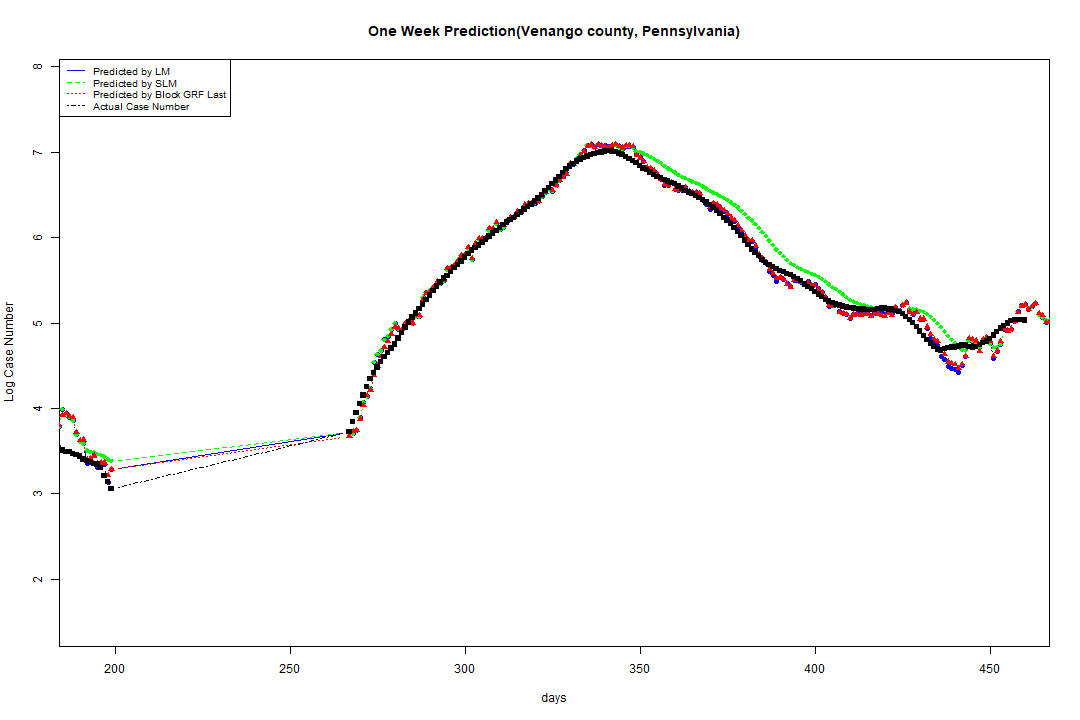 One Week Prediction(Venango county, Pennsylvania)
Predicted by LM
Predicted by SLM
Predicted by Block GRF Last
Actual Case Number
8
7
6
5
4
3
2
Log Case Number
200 250 300 350 400 450
days